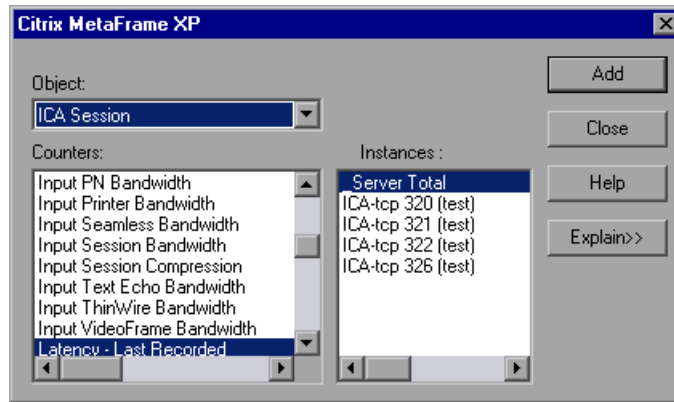 Citrix MetaFrame XP
Object:
ICA Session
Counters:
Input PN Bandwidth
Input Printer Bandwidth
Input Seamless Bandwidth
Input Session Bandwidth
Input Session Compression
Input Text Echo Bandwidth
Input ThinWire Bandwidth
Input VideoFrame Bandwidth
Latency - Last Recorded
Instances :
_Server Total
ICA-tcp 320 (test)
ICA-tcp 321 (test)
ICA-tcp 322 (test)
ICA-tcp 326 (test)
Add
Close
Help
Explain>>